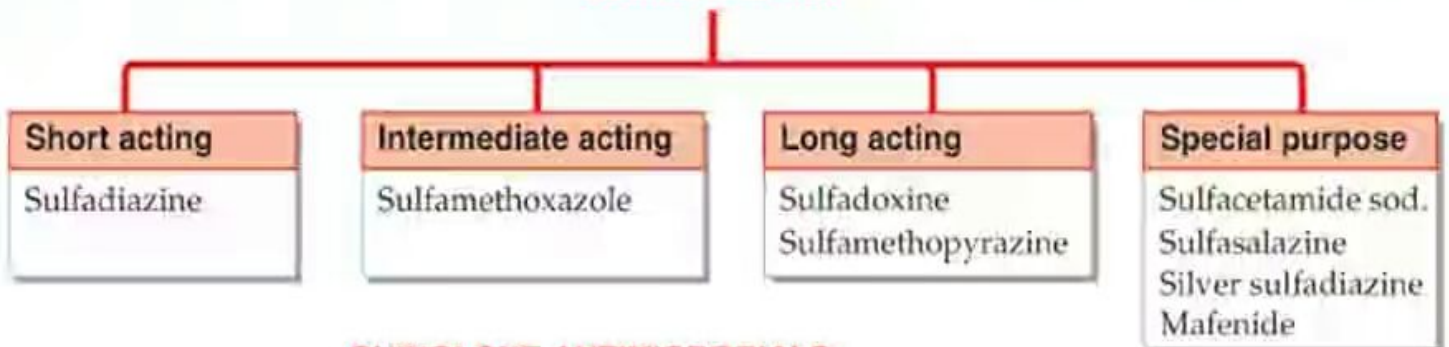 Short acting
Sulfadiazine
Intermediate acting
Sulfamethoxazole
Long acting
Sulfadoxine
Sulfamethopyrazine
Special purpose
Sulfacetamide sod.
Sulfasalazine
Silver sulfadiazine
Mafenide